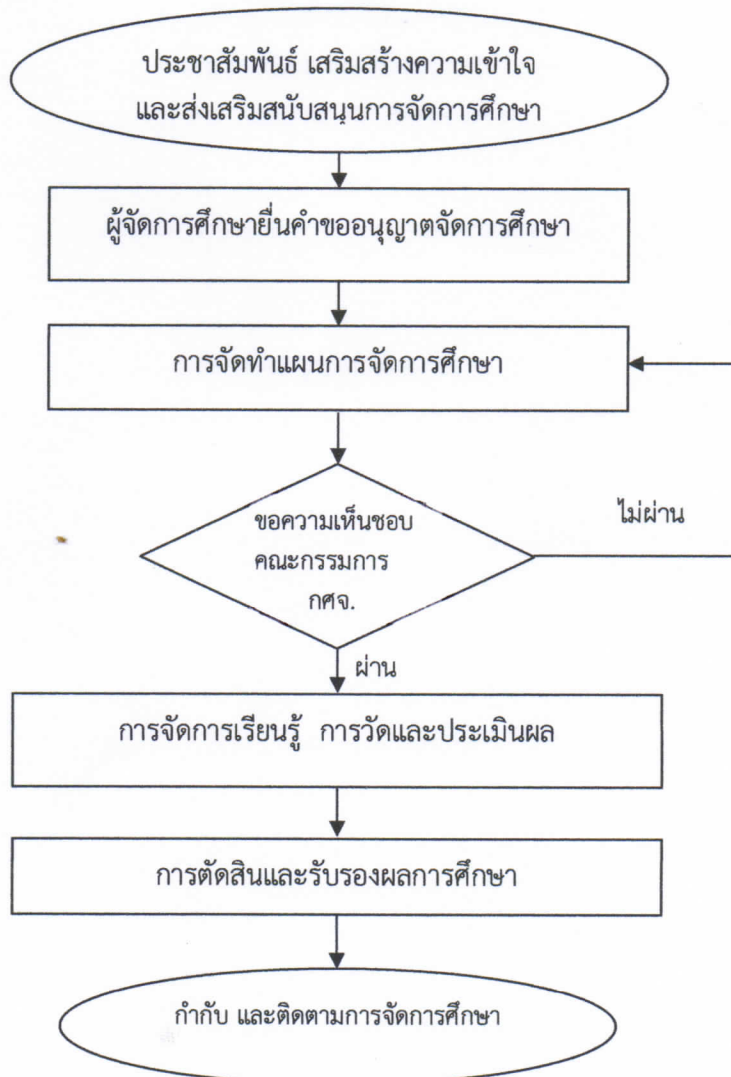 ประชาสัมพันธ์ เสริมสร้างความเข้าใจ
และส่งเสริมสนับสนุนการจัดการศึกษา
ผู้จัดการศึกษายื่นคำขออนุญาตจัดการศึกษา
การจัดทำแผนการจัดการศึกษา
ขอความเห็นชอบ
คณะกรรมการ
กศจ.
ไม่ผ่าน
ผ่าน
การจัดการเรียนรู้ การวัดและประเมินผล
การตัดสินและรับรองผลการศึกษา
กำกับ และติดตามการจัดการศึกษา